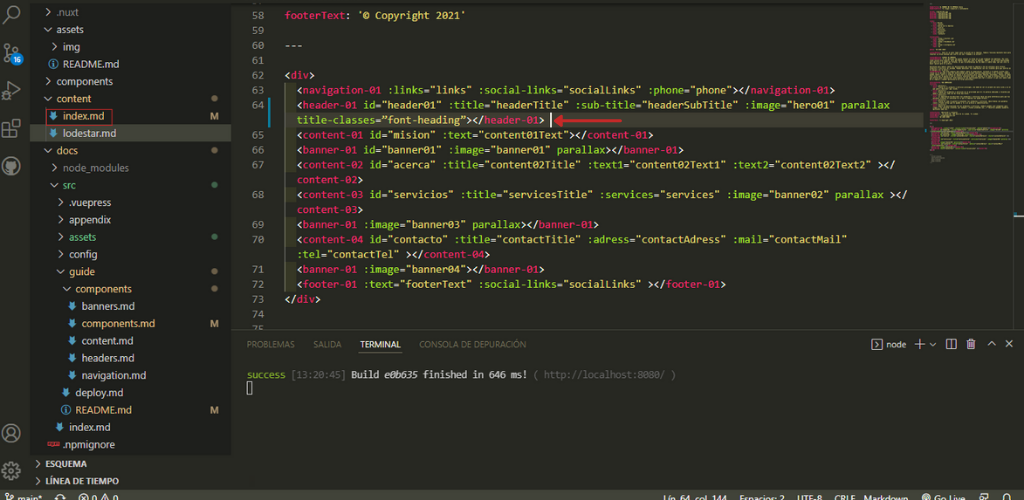 .nuxt
assets
img
README.md
components
content
index.md M
lodestar.md
docs
node_modules
src
.vuepress
appendix
assets
config
guide
components
banners.md
components.md M
content.md
headers.md
navigation.md
deploy.md
README.md M
index.md
.npmignore
ESQUEMA
LÍNEA DE TIEMPO
16
58 footerText: '© Copyright 2021'
59
60 ---
61
62 <div>
63 <navigation-01 :links="links" :social-links="socialLinks" :phone="phone"></navigation-01>
64 <header-01 id="header01" :title="headerTitle" :sub-title="headerSubTitle" :image="hero01" parallax
title-classes=”font-heading”></header-01>
65 <content-01 id="mision" :text="content01Text"></content-01>
66 <banner-01 :image="banner01" parallax></banner-01>
67 <content-02 id="acerca" :title="content02Title" :text1="content02Text1" :text2="content02Text2" ></
content-02>
68 <content-03 id="servicios" :title="servicesTitle" :services="services" :image="banner02" parallax ></
content-03>
69 <banner-01 :image="banner03" parallax></banner-01>
70 <content-04 id="contacto" :title="contactTitle" :adress="contactAdress" :mail="contactMail"
:tel="contactTel" ></content-04>
71 <banner-01 :image="banner04"></banner-01>
72 <footer-01 :text="footerText" :social-links="socialLinks" ></footer-01>
73 </div>
74
75
PROBLEMAS SALIDA TERMINAL CONSOLA DE DEPURACIÓN node
success [13:20:45] Build e0b635 finished in 646 ms! ( http://localhost:8080/ )
main* 0 0 Lín. 64, col. 144 Espacios: 2 UTF-8 CRLF Markdown Go Live